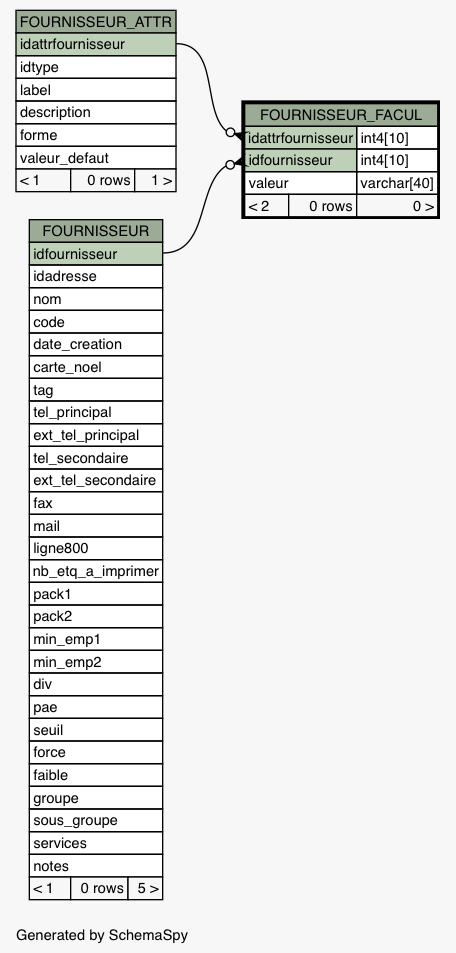 FOURNISSEUR_ATTR
idattrfournisseur
idtype
label
description
forme
valeur_defaut
< 1 0 rows 1 >
FOURNISSEUR_FACUL
idattrfournisseur int4[10]
idfournisseur int4[10]
valeur varchar[40]
< 2 0 rows 0 >
FOURNISSEUR
idfournisseur
idadresse
nom
code
date_creation
carte_noel
tag
tel_principal
ext_tel_principal
tel_secondaire
ext_tel_secondaire
fax
mail
ligne800
nb_etq_a_imprimer
pack1
pack2
min_emp1
min_emp2
div
pae
seuil
force
faible
groupe
sous_groupe
services
notes
< 1 0 rows 5 >
Generated by SchemaSpy